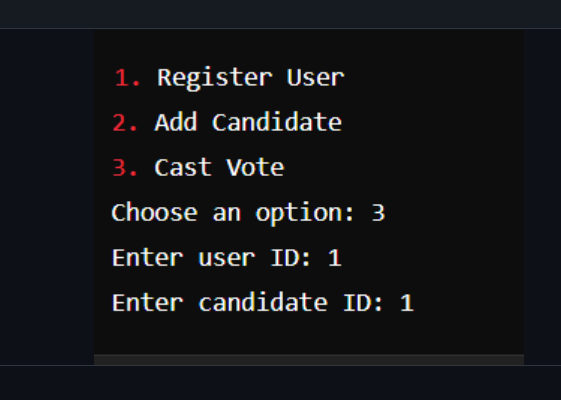 1. Register User
2. Add Candidate
3. Cast Vote
Choose an option: 3
Enter user ID: 1
Enter candidate ID: 1